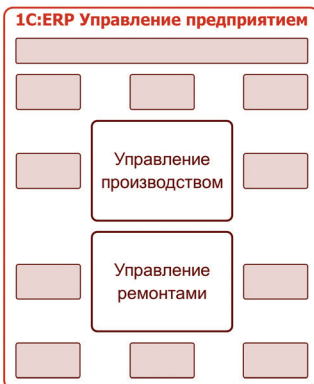 1С:ERP Управление предприятием
Управление
производством
Управление
ремонтами